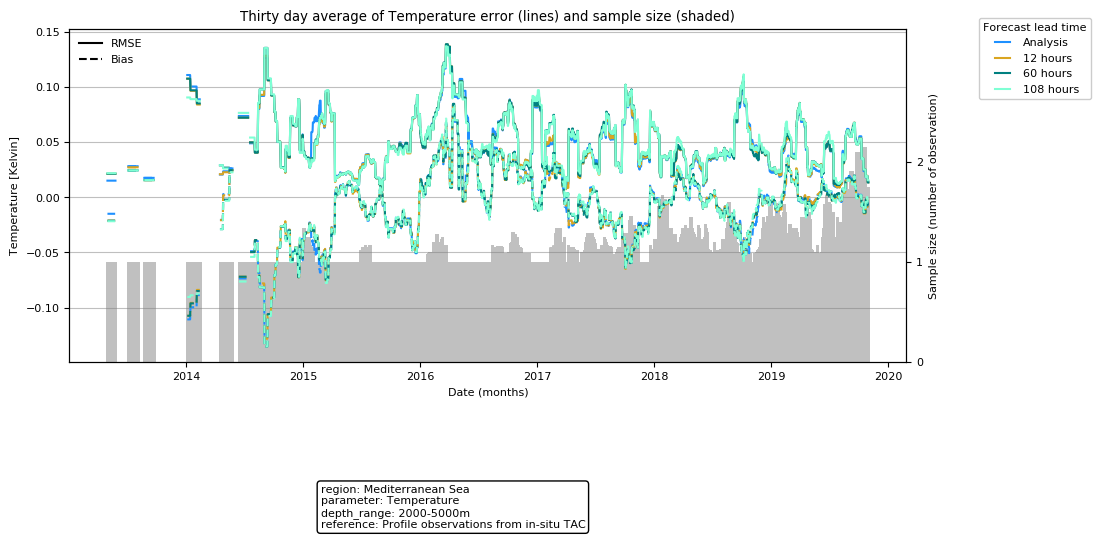 Thirty day average of Temperature error (lines) and sample size (shaded)
Forecast lead time
Analysis
12 hours
60 hours
108 hours
RMSE
Bias
Temperature [Kelvin]
0.15
0.10
0.05
0.00
−0.05
−0.10
Sample size (number of observation)
2
1
0
2014
2015
2016
2017
2018
2019
2020
Date (months)
region: Mediterranean Sea
parameter: Temperature
depth_range: 2000-5000m
reference: Profile observations from in-situ TAC